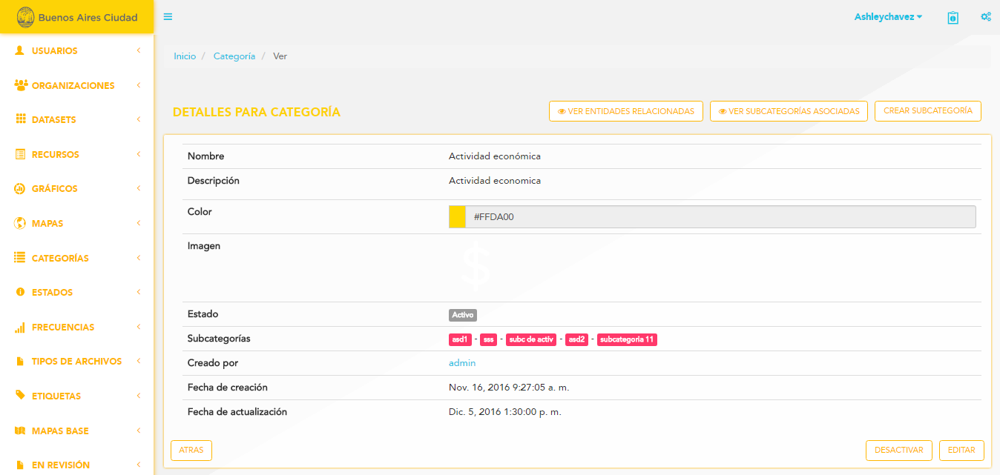 Buenos Aires Ciudad
Ashleychavez
USUARIOS
ORGANIZACIONES
DATASETS
RECURSOS
GRÁFICOS
MAPAS
CATEGORÍAS
ESTADOS
FRECUENCIAS
TIPOS DE ARCHIVOS
ETIQUETAS
MAPAS BASE
EN REVISIÓN
Inicio / Categoría / Ver
DETALLES PARA CATEGORÍA
VER ENTIDADES RELACIONADAS
VER SUBCATEGORÍAS ASOCIADAS
CREAR SUBCATEGORÍA
Nombre Actividad económica
Descripción Actividad economica
Color #FFDA00
Imagen $
Estado Activo
Subcategorías asd1 - sss - subc de activ - asd2 - subcategoria 11
Creado por admin
Fecha de creación Nov. 16, 2016 9:27:05 a. m.
Fecha de actualización Dic. 5, 2016 1:30:00 p. m.
ATRAS
DESACTIVAR
EDITAR